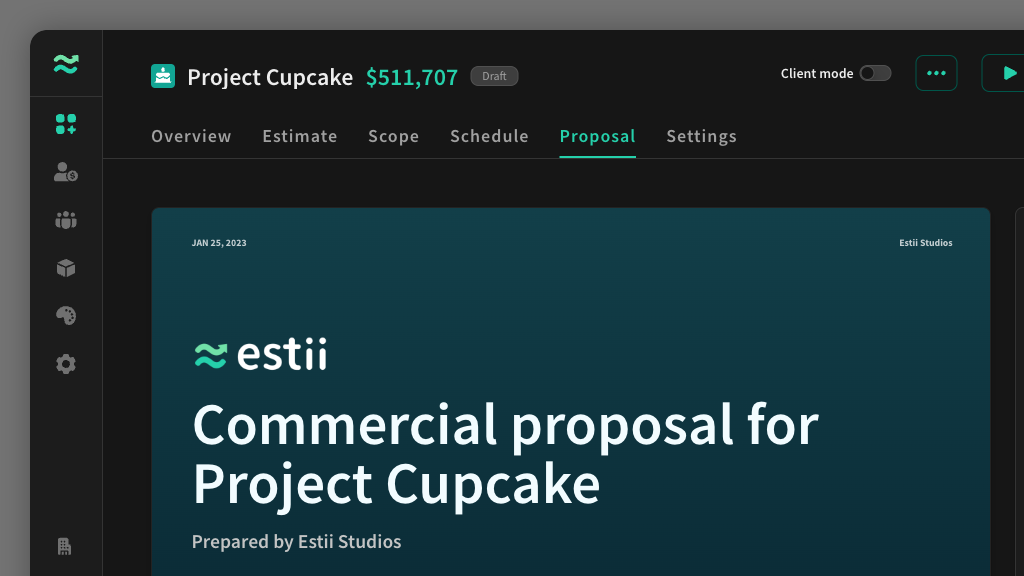 Project Cupcake $511,707 Draft
Client mode
Overview Estimate Scope Schedule Proposal Settings
JAN 25, 2023 Estii Studios
estii
Commercial proposal for
Project Cupcake
Prepared by Estii Studios